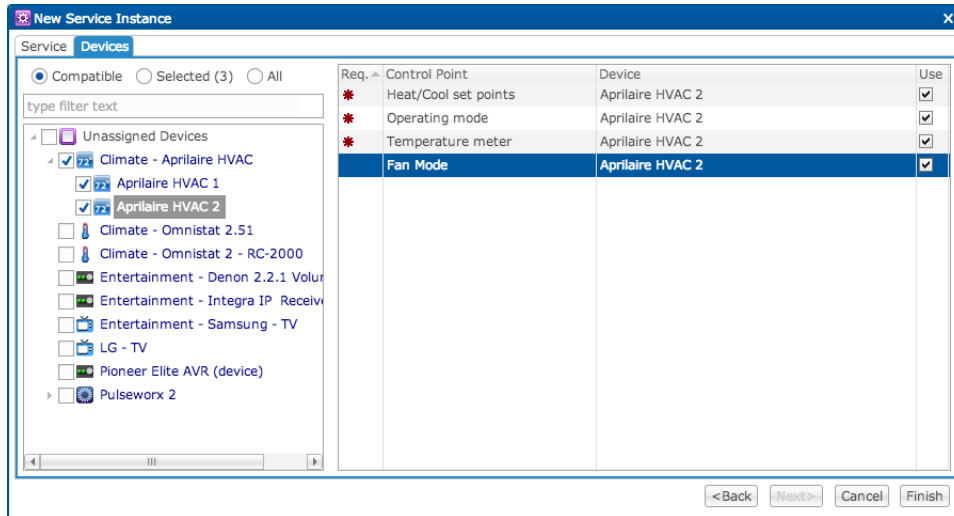 New Service Instance
Service Devices
Compatible Selected (3) All
type filter text
Unassigned Devices
Climate - Aprilaire HVAC
Aprilaire HVAC 1
Aprilaire HVAC 2
Climate - Omnistat 2.51
Climate - Omnistat 2 - RC-2000
Entertainment - Denon 2.2.1 Volu
Entertainment - Integra IP Receiv
Entertainment - Samsung - TV
LG - TV
Pioneer Elite AVR (device)
Pulseworx 2
Req. Control Point Device Use
Heat/Cool set points Aprilaire HVAC 2
Operating mode Aprilaire HVAC 2
Temperature meter Aprilaire HVAC 2
Fan Mode Aprilaire HVAC 2
<Back Next> Cancel Finish